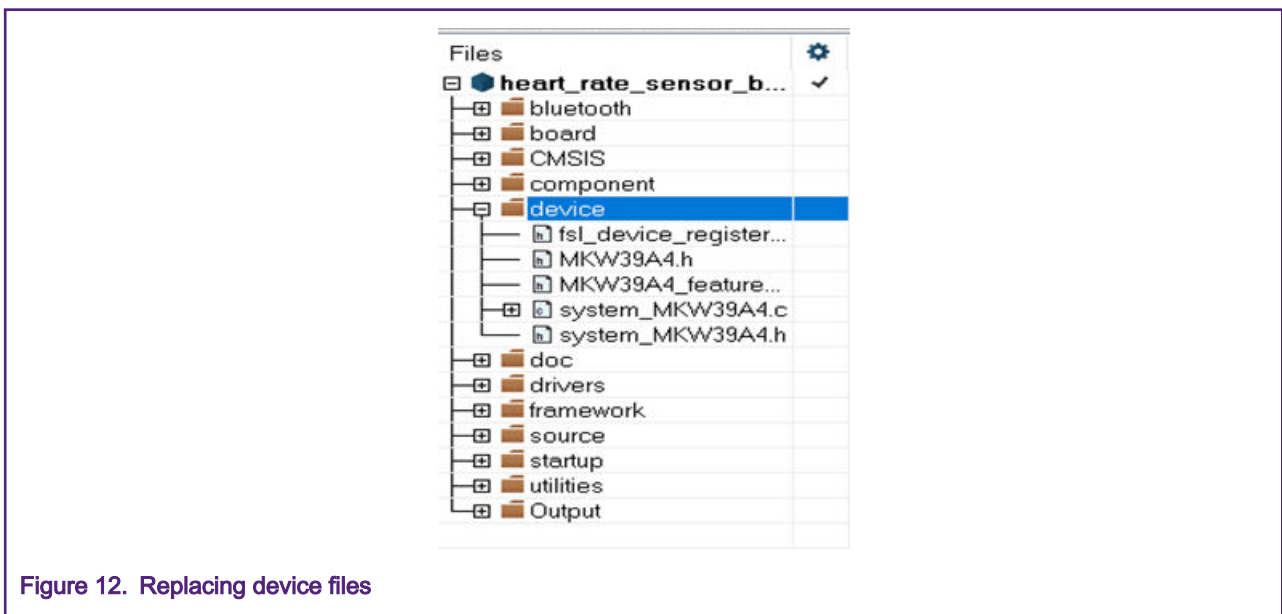 Files
heart_rate_sensor_b...
bluetooth
board
CMSIS
component
device
fsl_device_register...
MKW39A4.h
MKW39A4_feature...
system_MKW39A4.c
system_MKW39A4.h
doc
drivers
framework
source
startup
utilities
Output
Figure 12. Replacing device files